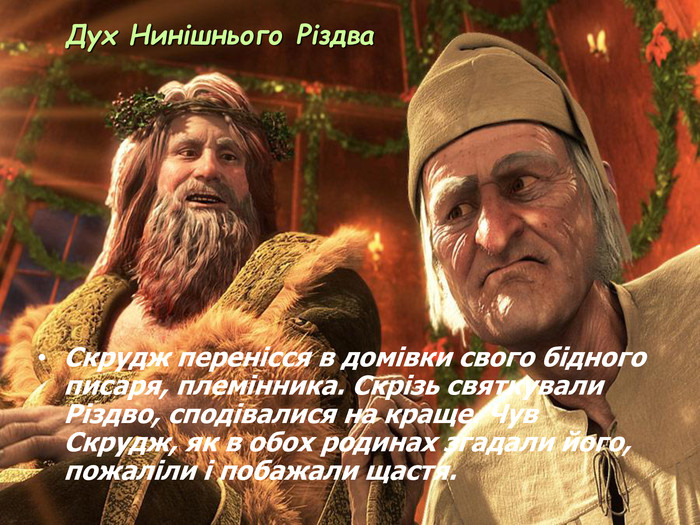 Дух Нинішнього Різдва
• Скрудж перенісся в домівки свого бідного
писаря, племінника. Скрізь святкували
Різдво, сподівалися на краще. Чув
Скрудж, як в обох родинах згадали його,
пожаліли і побажали щастя.